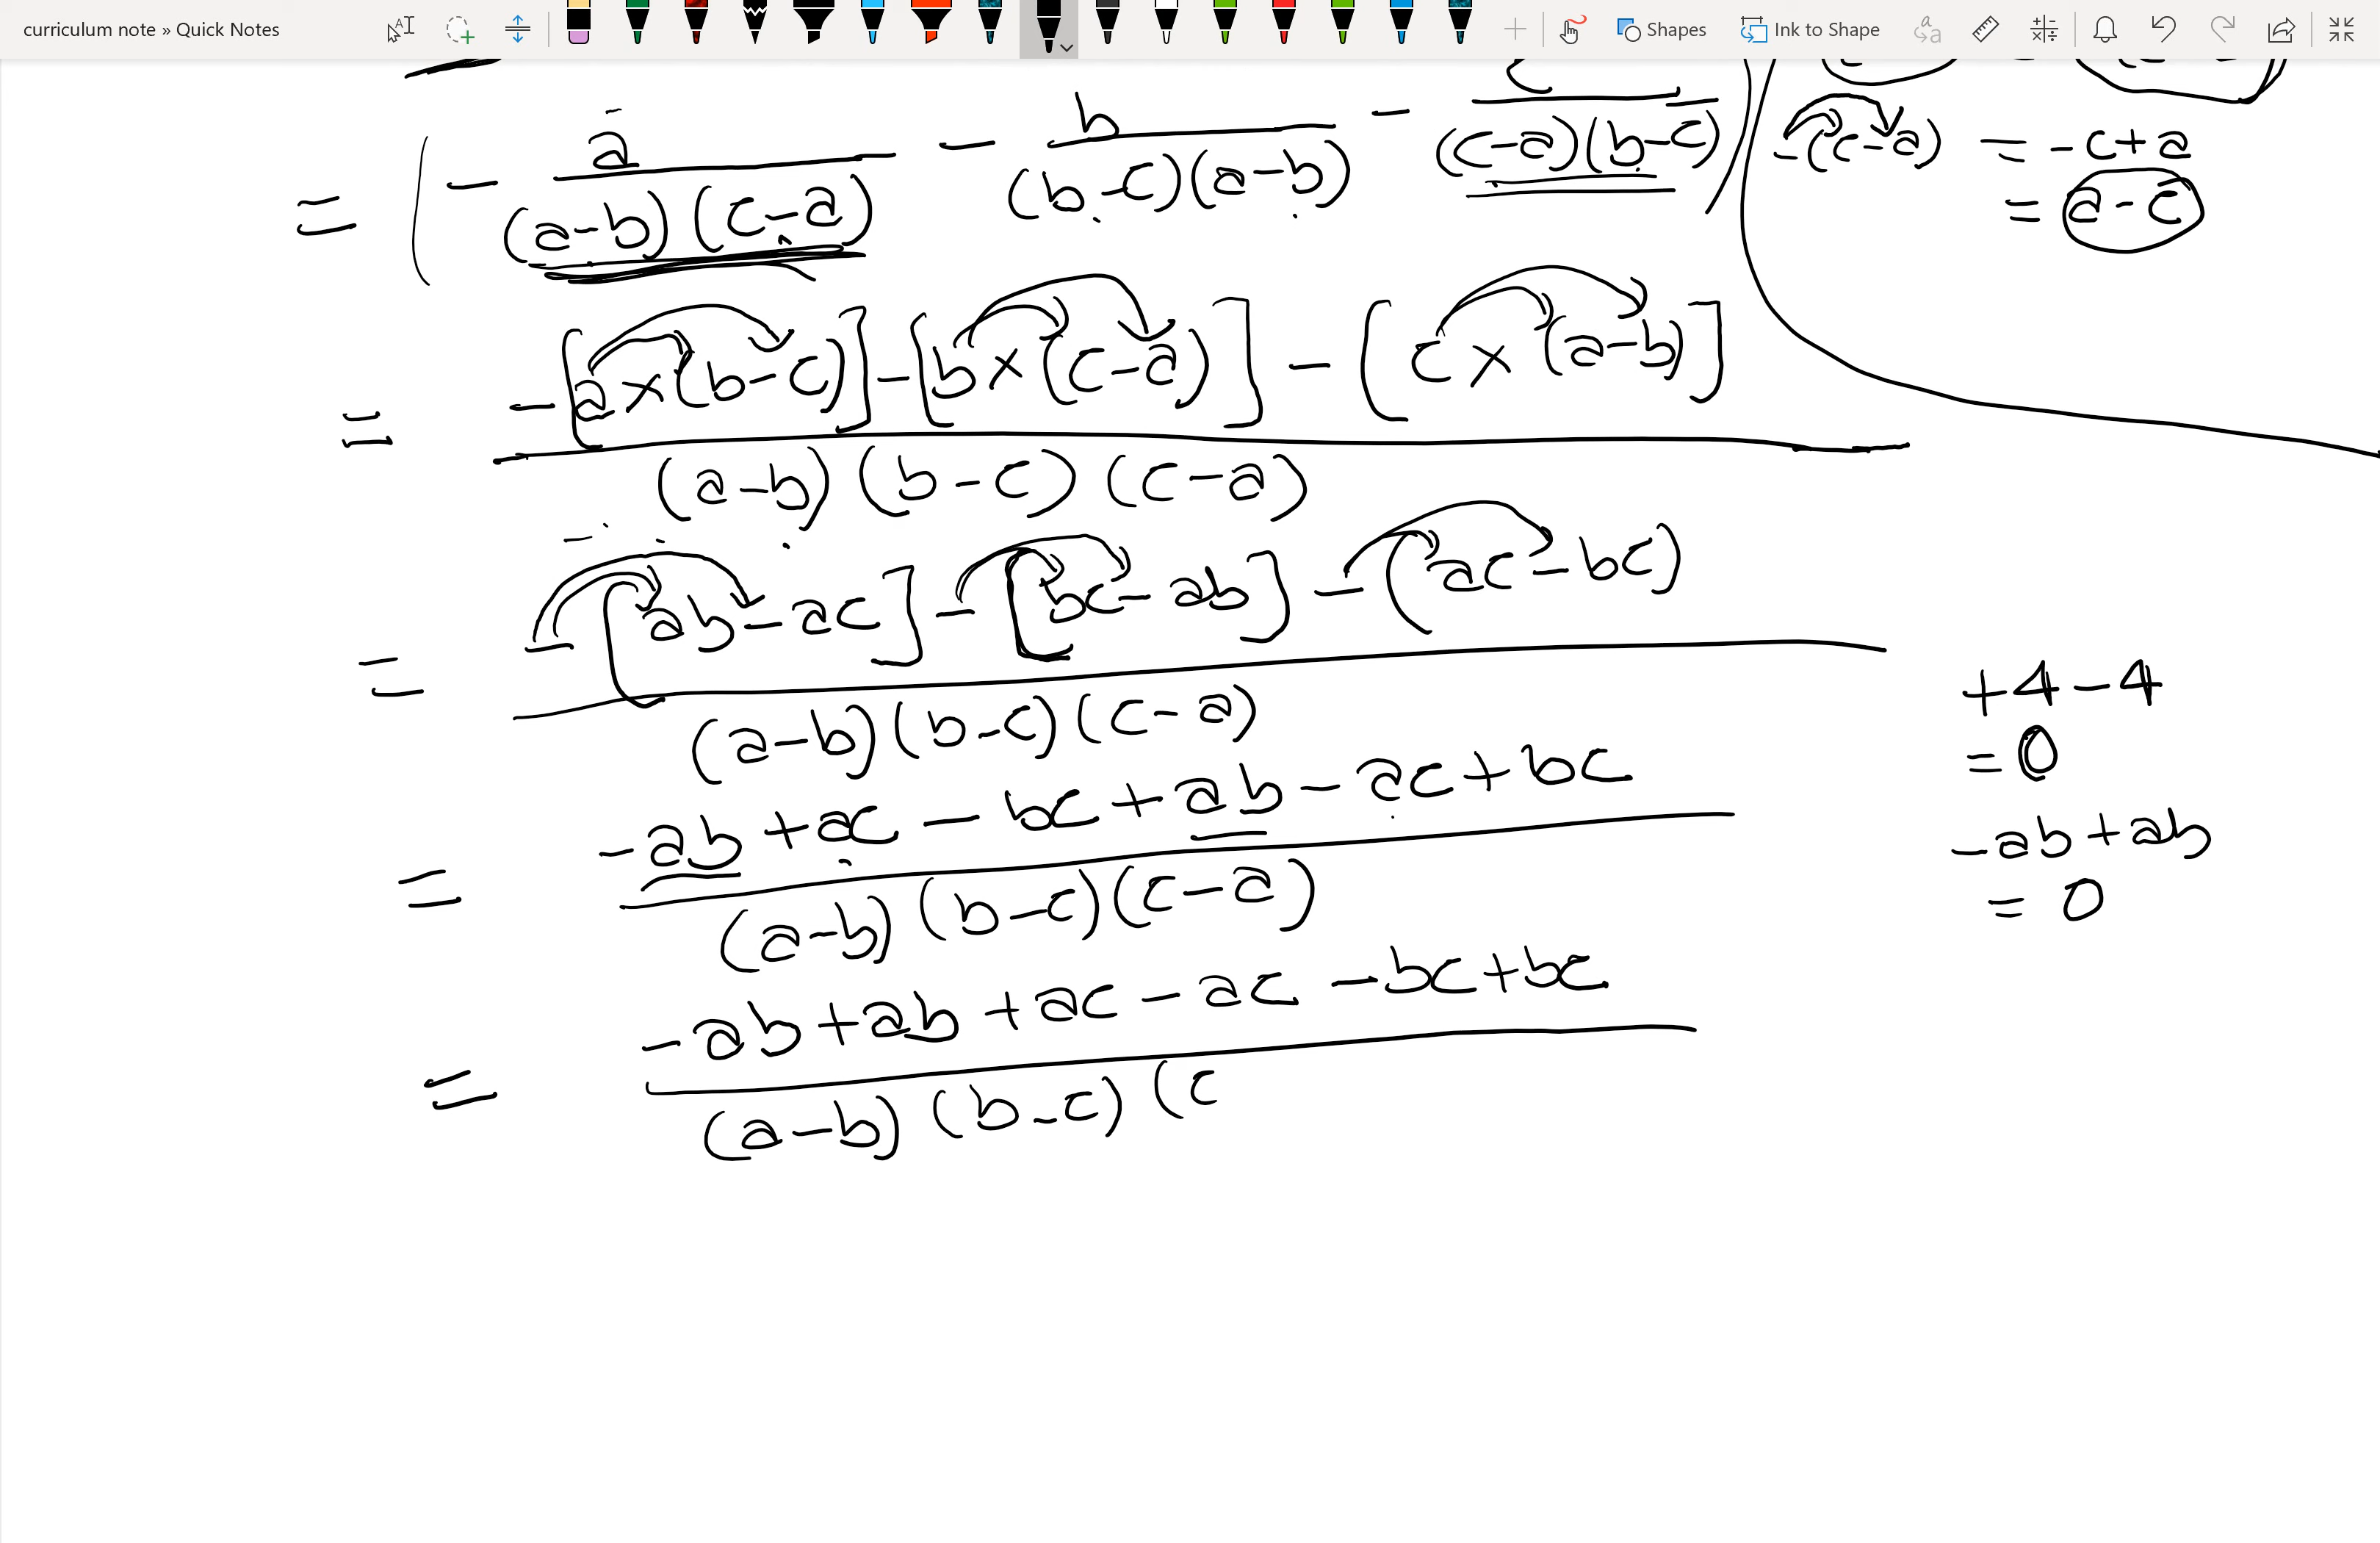 curriculum note » Quick Notes
Shapes
Ink to Shape
= ( - a/((a-b)(c-a)) - b/((b-c)(a-b)) - /((c-a)(b-c)) )
-(c-a) = -c+a
= a-c
= (-[a×(b-c)] - [b×(c-a)] - [c×(a-b)])/((a-b)(b-c)(c-a))
= (-[ab-ac] - [bc-ab] - (ac-bc))/((a-b)(b-c)(c-a))
+4-4
= 0
= (-ab+ac-bc+ab-ac+bc)/((a-b)(b-c)(c-a))
-ab+ab
= 0
= (-ab+ab+ac-ac-bc+bc)/((a-b)(b-c)(c